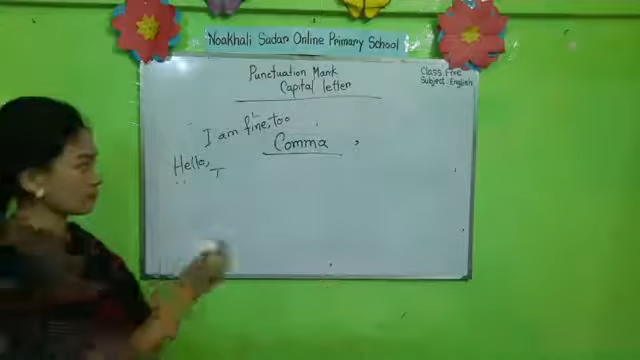 Noakhali Sadar Online Primary School
Punctuation Mark
Capital letter
Class: Five
Subject: English
I am fine, too
Comma ,
Hello,
T